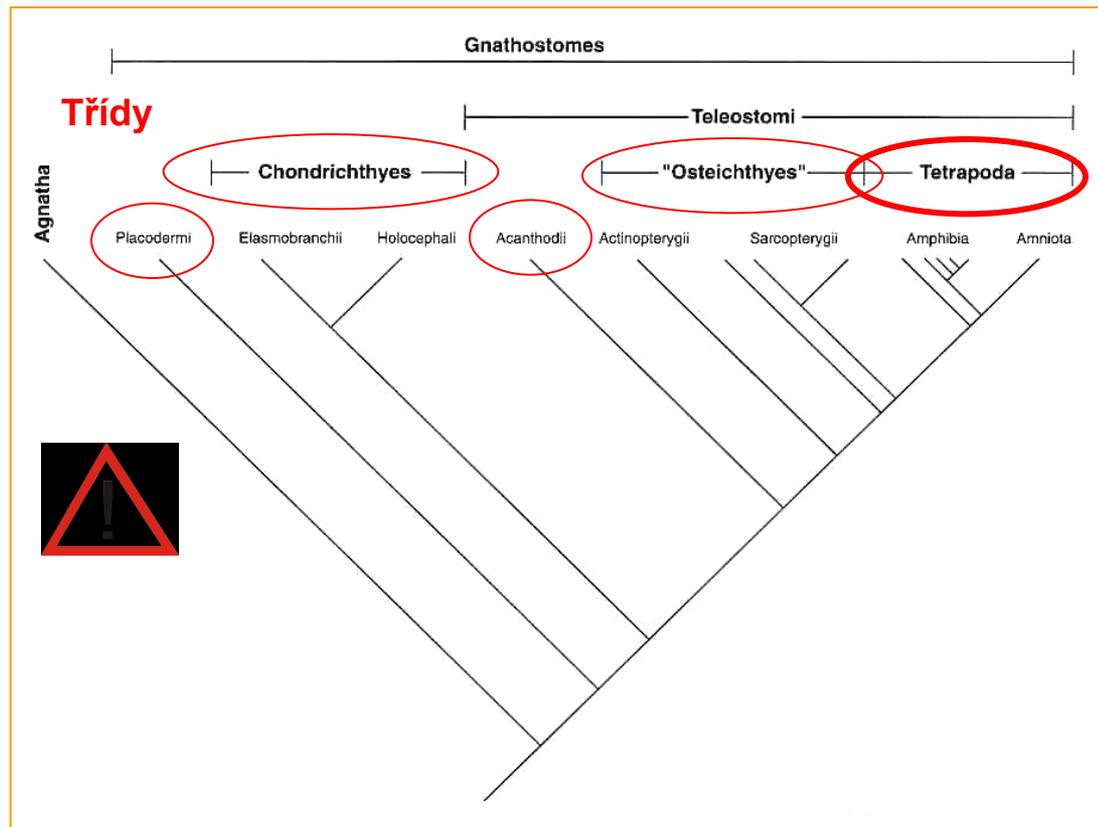 Gnathostomes
Třídy
Teleostomi
Chondrichthyes
"Osteichthyes"
Tetrapoda
Agnatha
Placodermi
Elasmobranchii
Holocephali
Acanthodii
Actinopterygii
Sarcopterygii
Amphibia
Amniota
!